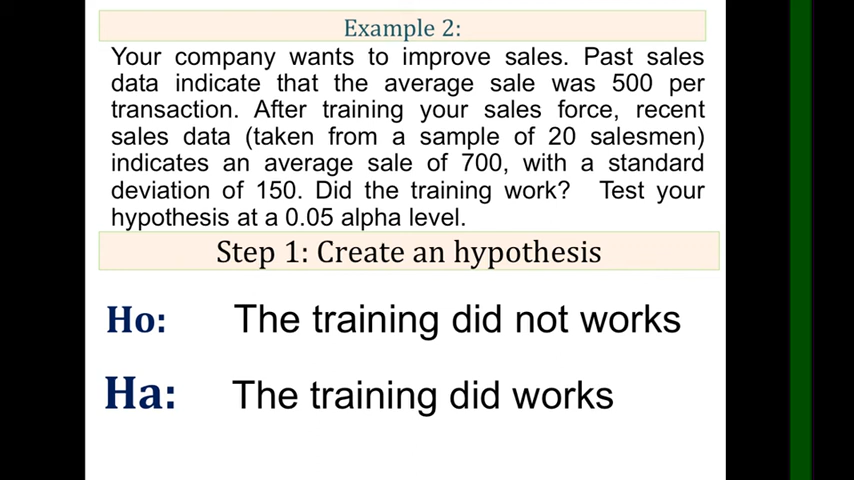 Example 2:
Your company wants to improve sales. Past sales
data indicate that the average sale was 500 per
transaction. After training your sales force, recent
sales data (taken from a sample of 20 salesmen)
indicates an average sale of 700, with a standard
deviation of 150. Did the training work? Test your
hypothesis at a 0.05 alpha level.
Step 1: Create an hypothesis
Ho: The training did not works
Ha: The training did works